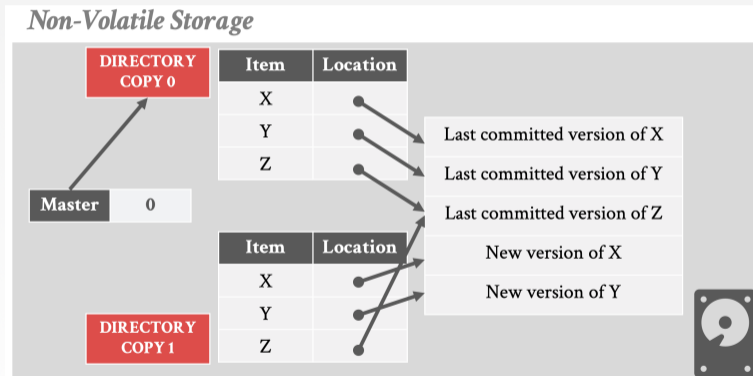 Non-Volatile Storage
DIRECTORY
COPY 0
Item Location
X
Y
Z
Master 0
Last committed version of X
Last committed version of Y
Last committed version of Z
New version of X
New version of Y
Item Location
X
Y
Z
DIRECTORY
COPY 1